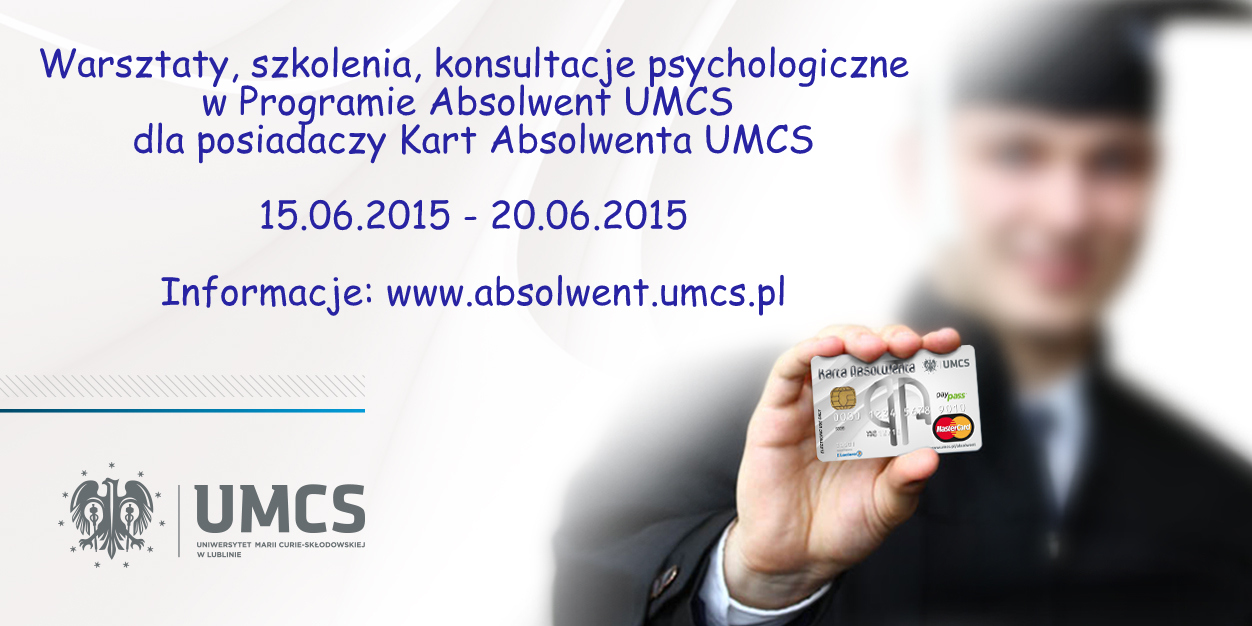 Warsztaty, szkolenia, konsultacje psychologiczne
w Programie Absolwent UMCS
dla posiadaczy Kart Absolwenta UMCS
15.06.2015 - 20.06.2015
Informacje: www.absolwent.umcs.pl
Karta Absolwenta UMCS
paypass
MasterCard
UMCS
UNIWERSYTET MARII CURIE-SKŁODOWSKIEJ
W LUBLINIE